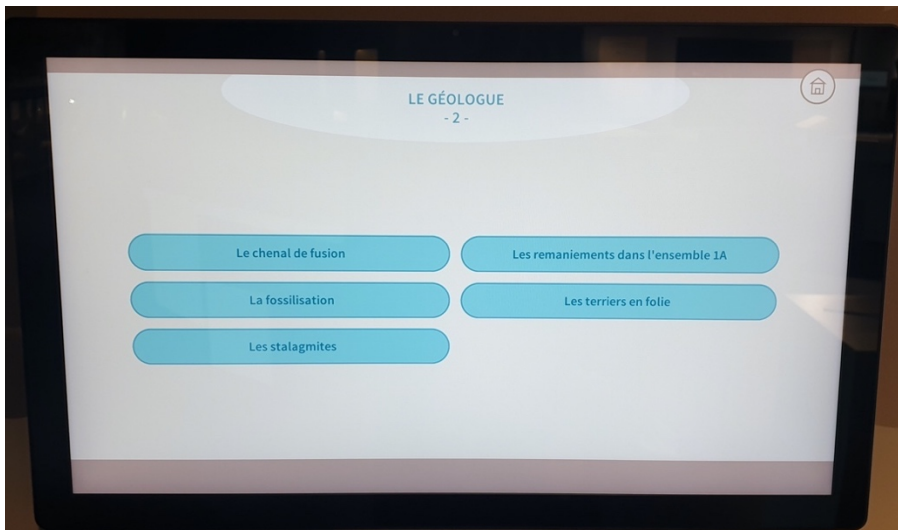 LE GÉOLOGUE
- 2 -
Le chenal de fusion
Les remaniements dans l'ensemble 1A
La fossilisation
Les terriers en folie
Les stalagmites